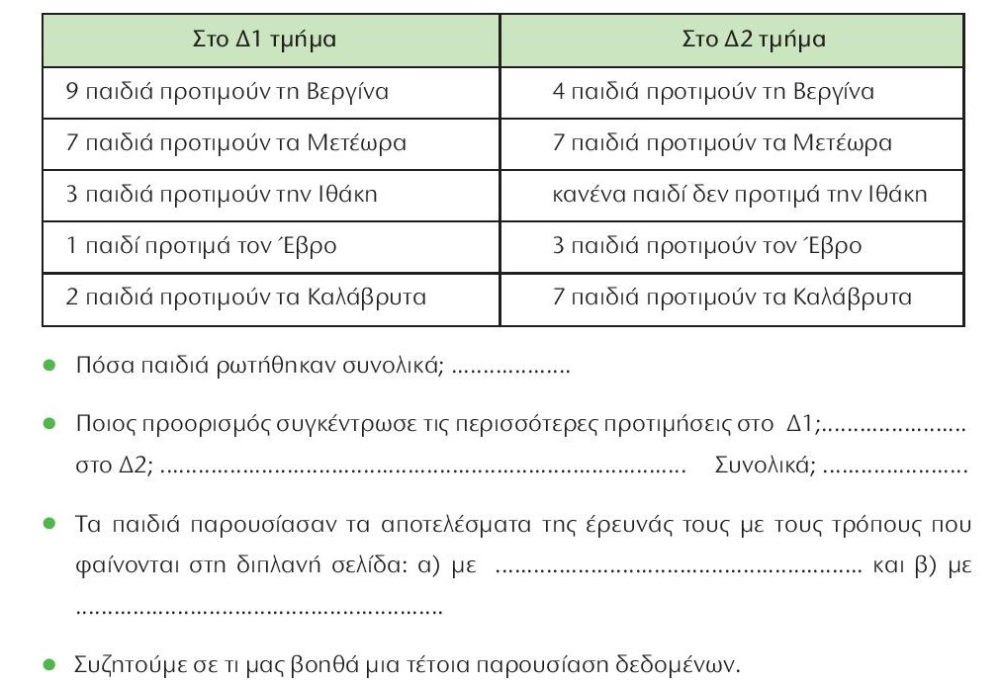 Στο Δ1 τμήμα	Στο Δ2 τμήμα
9 παιδιά προτιμούν τη Βεργίνα	4 παιδιά προτιμούν τη Βεργίνα
7 παιδιά προτιμούν τα Μετέωρα	7 παιδιά προτιμούν τα Μετέωρα
3 παιδιά προτιμούν την Ιθάκη	κανένα παιδί δεν προτιμά την Ιθάκη
1 παιδί προτιμά τον Έβρο	3 παιδιά προτιμούν τον Έβρο
2 παιδιά προτιμούν τα Καλάβρυτα	7 παιδιά προτιμούν τα Καλάβρυτα
● Πόσα παιδιά ρωτήθηκαν συνολικά; ...................
● Ποιος προορισμός συγκέντρωσε τις περισσότερες προτιμήσεις στο Δ1;.......................
στο Δ2; ................................................................................... Συνολικά; .......................
● Τα παιδιά παρουσίασαν τα αποτελέσματα της έρευνάς τους με τους τρόπους που
φαίνονται στη διπλανή σελίδα: α) με .......................................................... και β) με
..........................................................
● Συζητούμε σε τι μας βοηθά μια τέτοια παρουσίαση δεδομένων.